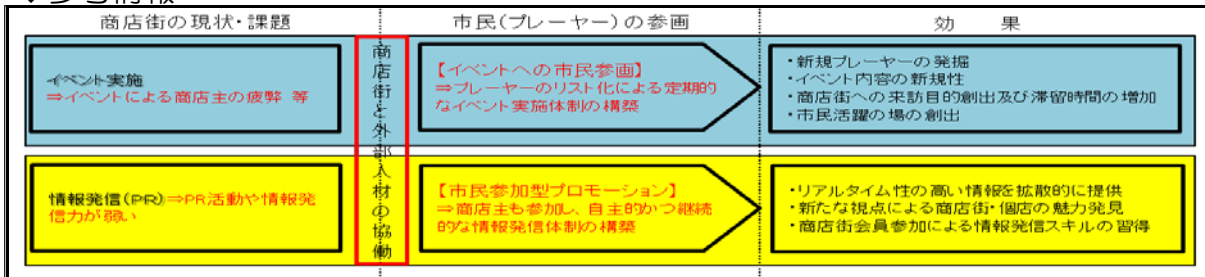 商店街の現状・課題
市民(プレーヤー)の参画
効 果
イベント実施
⇒イベントによる商店主の疲弊 等
商店街と外部人材の協働
【イベントへの市民参画】
⇒プレーヤーのリスト化による定期的
なイベント実施体制の構築
・新規プレーヤーの発掘
・イベント内容の新規性
・商店街への来訪目的創出及び滞留時間の増加
・市民活躍の場の創出
情報発信(PR)⇒PR活動や情報発
信力が弱い
【市民参加型プロモーション】
⇒商店主も参加し、自主的かつ継続
的な情報発信体制の構築
・リアルタイム性の高い情報を拡散的に提供
・新たな視点による商店街・個店の魅力発見
・商店街会員参加による情報発信スキルの習得